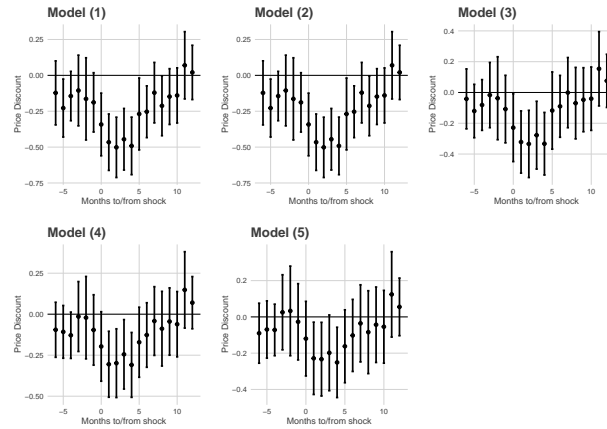 Model (1)
0.25
0.00
−0.25
−0.50
−0.75
Price Discount
−5 0 5 10
Months to/from shock
Model (2)
0.25
0.00
−0.25
−0.50
−0.75
Price Discount
−5 0 5 10
Months to/from shock
Model (3)
0.4
0.2
0.0
−0.2
−0.4
Price Discount
−5 0 5 10
Months to/from shock
Model (4)
0.25
0.00
−0.25
−0.50
Price Discount
−5 0 5 10
Months to/from shock
Model (5)
0.2
0.0
−0.2
−0.4
Price Discount
−5 0 5 10
Months to/from shock